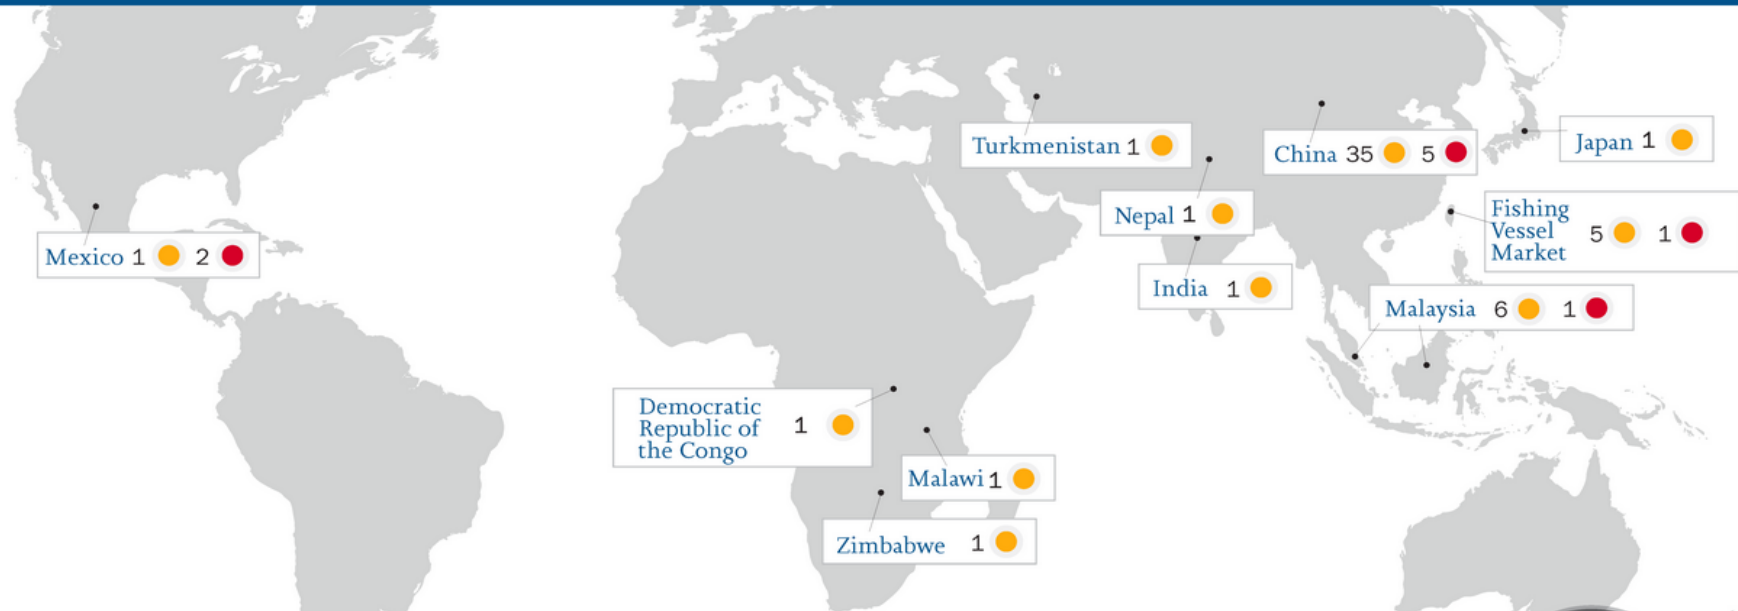 Turkmenistan 1
China 35 5
Japan 1
Nepal 1
Fishing
Vessel
Market
5 1
Mexico 1 2
India 1
Malaysia 6 1
Democratic
Republic of
the Congo
1
Malawi 1
Zimbabwe 1